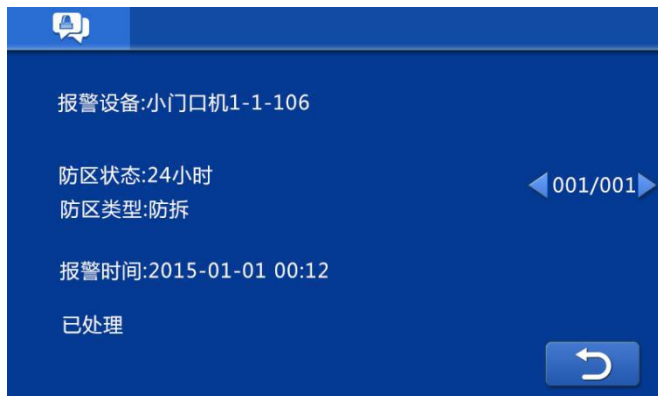 报警设备:小门口机1-1-106
防区状态:24小时
001/001
防区类型:防拆
报警时间:2015-01-01 00:12
已处理